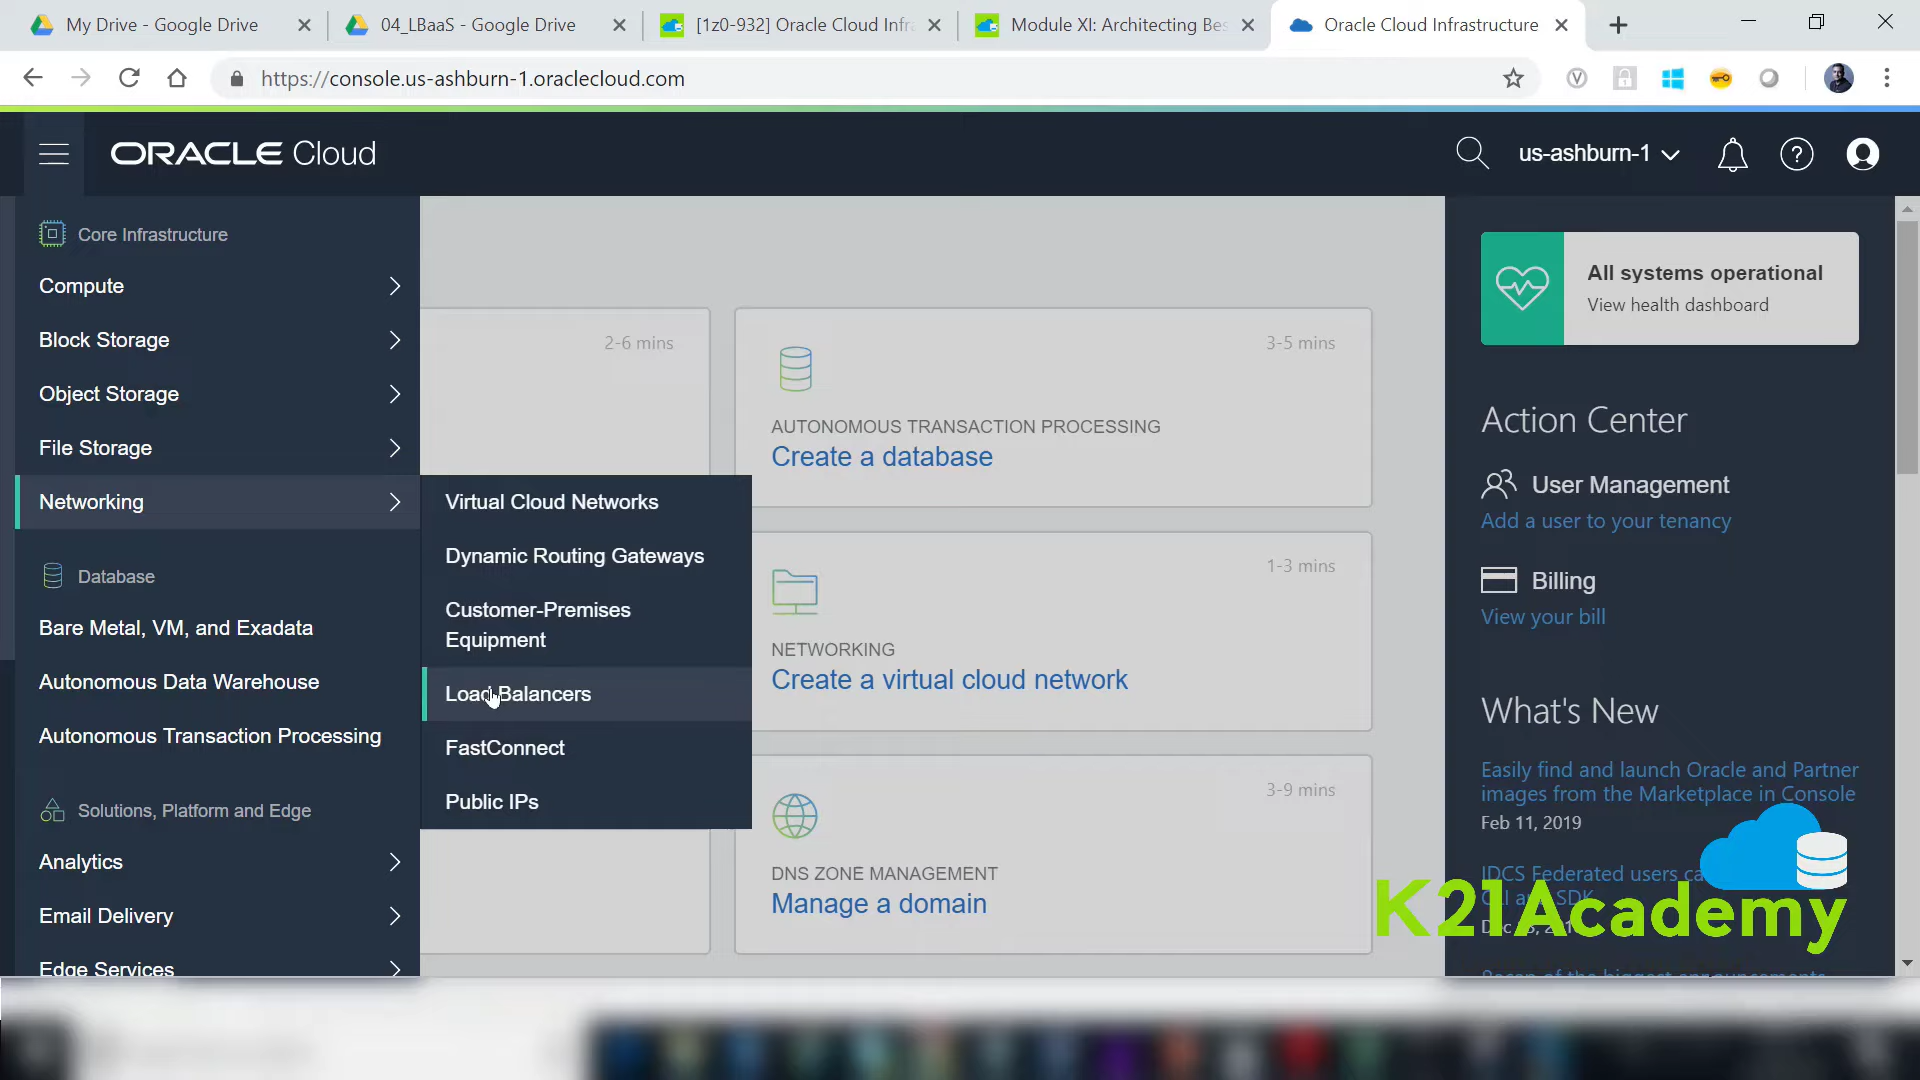 My Drive - Google Drive
04_LBaaS - Google Drive
[1z0-932] Oracle Cloud Infr
Module XI: Architecting Bes
Oracle Cloud Infrastructure
https://console.us-ashburn-1.oraclecloud.com
ORACLE Cloud
us-ashburn-1
Core Infrastructure
Compute
Block Storage
Object Storage
File Storage
Networking
Database
Bare Metal, VM, and Exadata
Autonomous Data Warehouse
Autonomous Transaction Processing
Solutions, Platform and Edge
Analytics
Email Delivery
Edge Services
Virtual Cloud Networks
Dynamic Routing Gateways
Customer-Premises
Equipment
Load Balancers
FastConnect
Public IPs
2-6 mins
3-5 mins
AUTONOMOUS TRANSACTION PROCESSING
Create a database
1-3 mins
NETWORKING
Create a virtual cloud network
3-9 mins
DNS ZONE MANAGEMENT
Manage a domain
All systems operational
View health dashboard
Action Center
User Management
Add a user to your tenancy
Billing
View your bill
What's New
Easily find and launch Oracle and Partner
images from the Marketplace in Console
Feb 11, 2019
IDCS Federated users ca
K21Academy